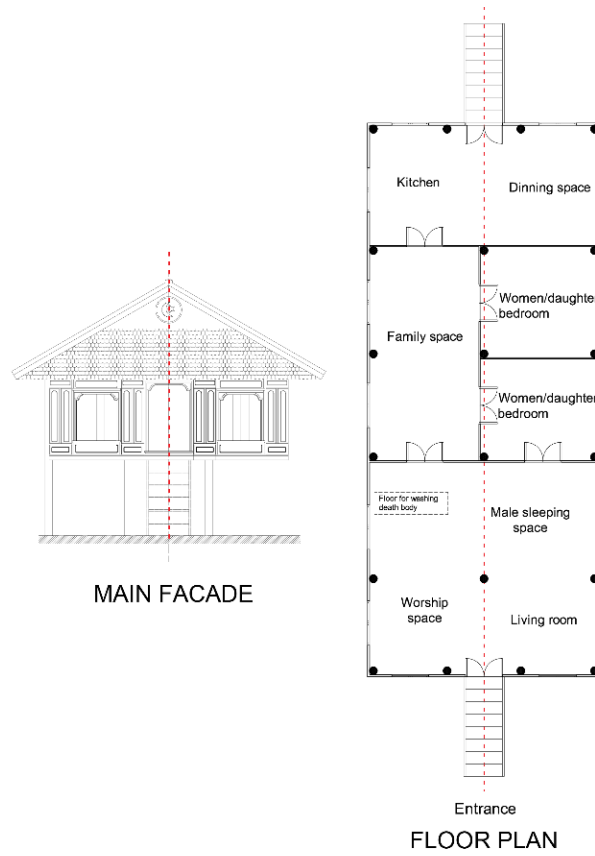 Kitchen
Dinning space
Women/daughter
bedroom
Family space
Women/daughter
bedroom
Floor for washing
death body
Male sleeping
space
MAIN FACADE
Worship
space
Living room
Entrance
FLOOR PLAN